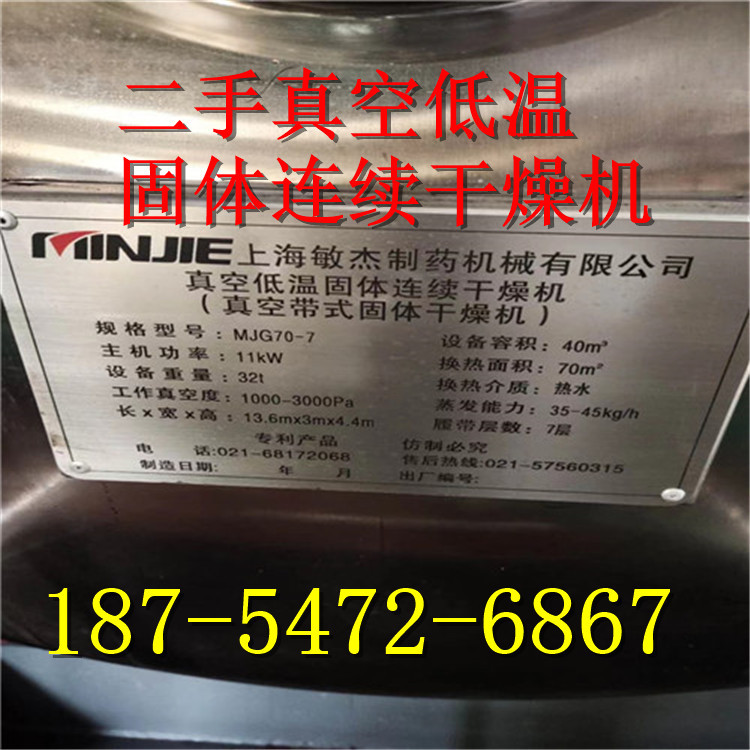 二手真空低温
固体连续干燥机
MINJIE 上海敏杰制药机械有限公司
真空低温固体连续干燥机
(真空带式固体干燥机)
规格型号: MJG70-7 设备容积: 40m³
主机功率: 11kW 换热面积: 70m²
设备重量: 32t 换热介质: 热水
工作真空度: 1000-3000Pa 蒸发能力: 35-45kg/h
长x宽x高: 13.6mx3mx4.4m 履带层数: 7层
专利产品 仿制必究
电 话:021-68172068 售后热线:021-57560315
制造日期: 年 月 出厂编号:
187-5472-6867